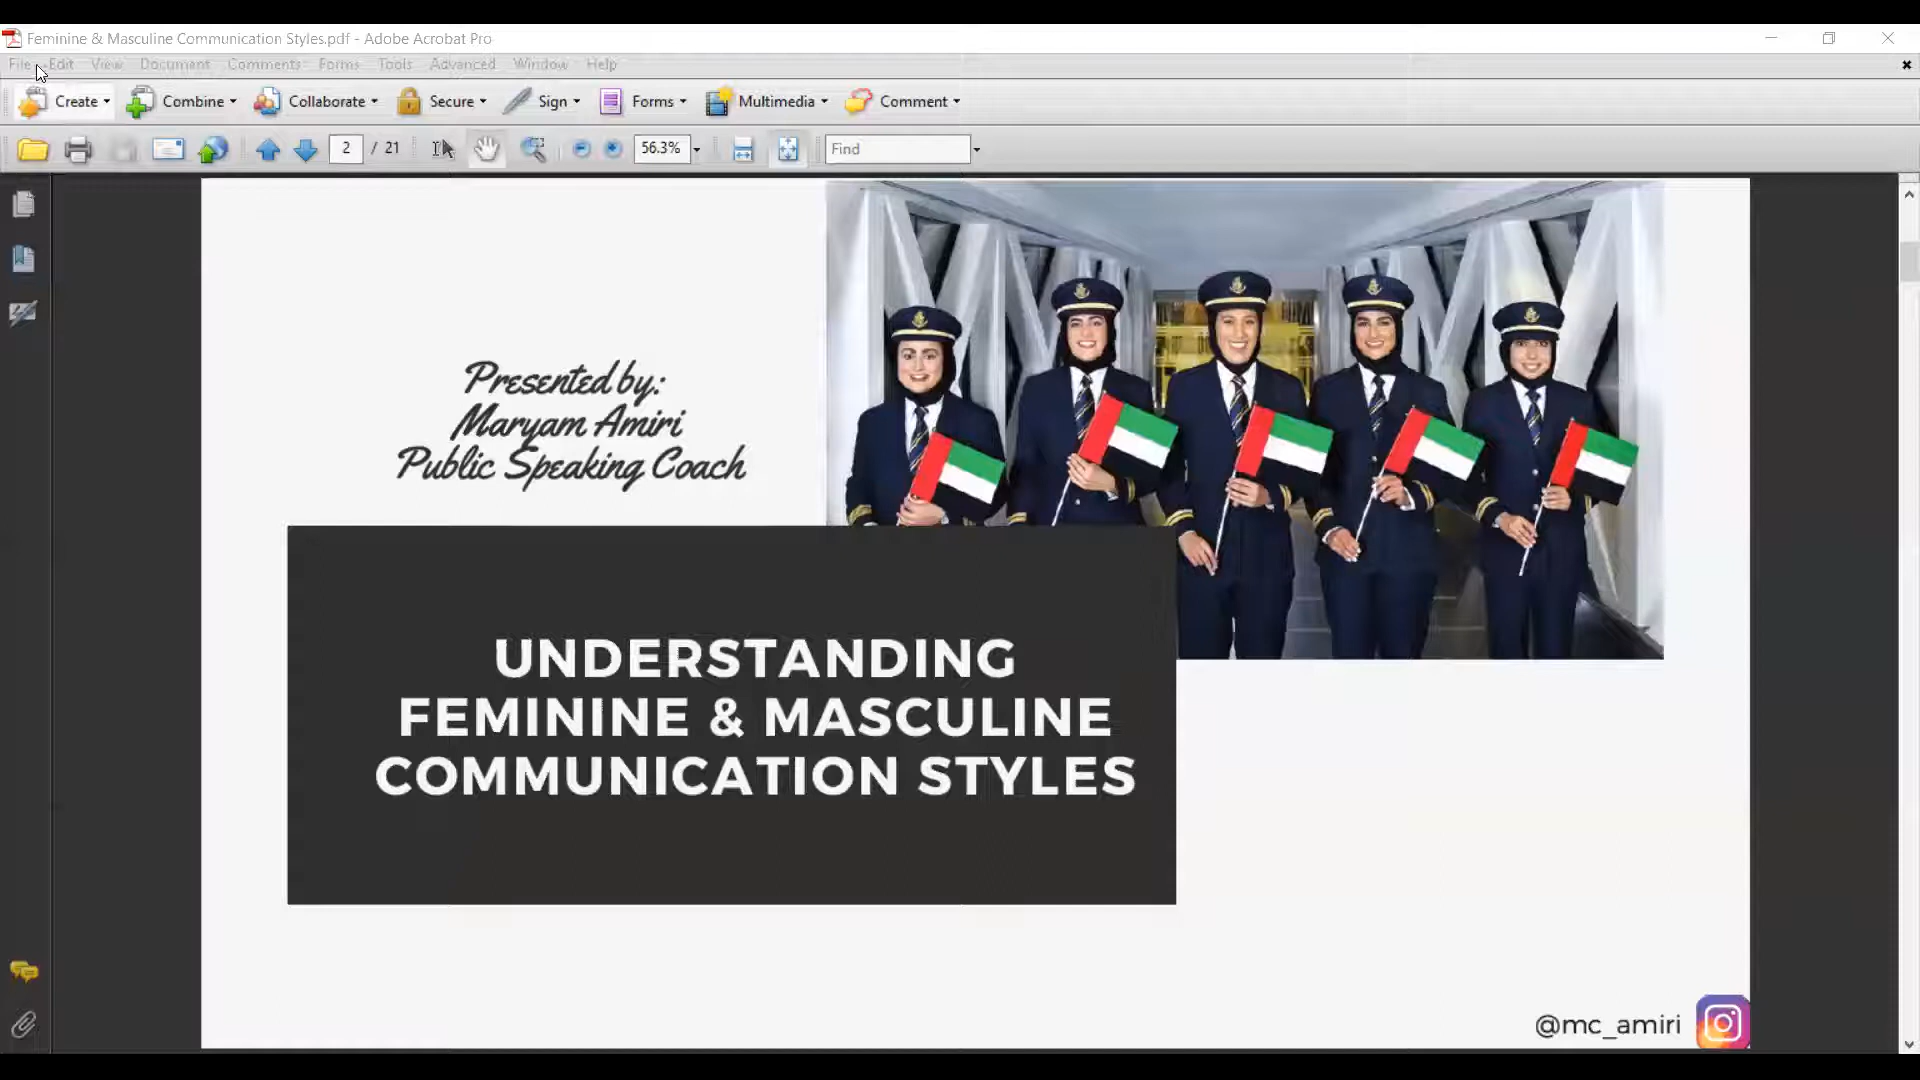 Feminine & Masculine Communication Styles.pdf - Adobe Acrobat Pro
File Edit View Document Comments Forms Tools Advanced Window Help
Create Combine Collaborate Secure Sign Forms Multimedia Comment
2 / 21 56.3% Find
Presented by:
Maryam Amiri
Public Speaking Coach
UNDERSTANDING
FEMININE & MASCULINE
COMMUNICATION STYLES
@mc_amiri